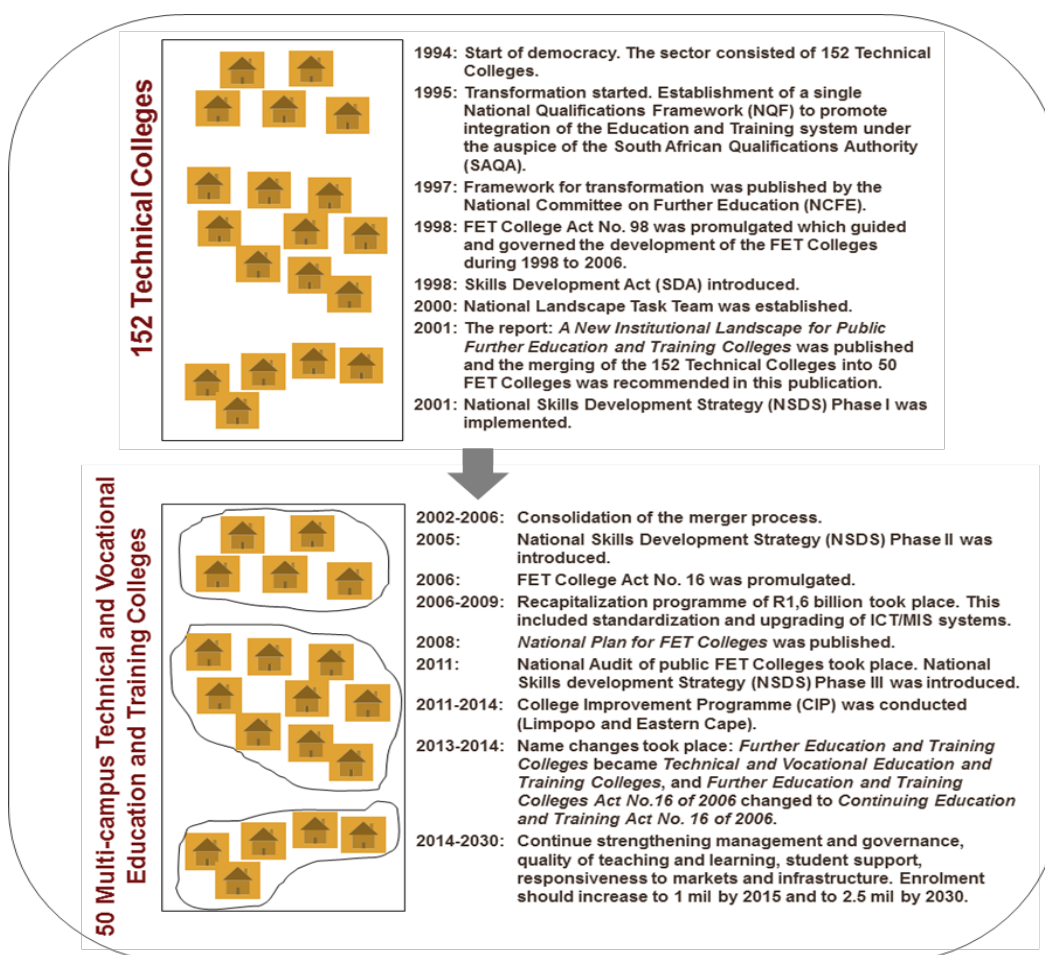 152 Technical Colleges
1994: Start of democracy. The sector consisted of 152 Technical
Colleges.
1995: Transformation started. Establishment of a single
National Qualifications Framework (NQF) to promote
integration of the Education and Training system under
the auspice of the South African Qualifications Authority
(SAQA).
1997: Framework for transformation was published by the
National Committee on Further Education (NCFE).
1998: FET College Act No. 98 was promulgated which guided
and governed the development of the FET Colleges
during 1998 to 2006.
1998: Skills Development Act (SDA) introduced.
2000: National Landscape Task Team was established.
2001: The report: A New Institutional Landscape for Public
Further Education and Training Colleges was published
and the merging of the 152 Technical Colleges into 50
FET Colleges was recommended in this publication.
2001: National Skills Development Strategy (NSDS) Phase I was
implemented.
50 Multi-campus Technical and Vocational
Education and Training Colleges
2002-2006: Consolidation of the merger process.
2005: National Skills Development Strategy (NSDS) Phase II was
introduced.
2006: FET College Act No. 16 was promulgated.
2006-2009: Recapitalization programme of R1,6 billion took place. This
included standardization and upgrading of ICT/MIS systems.
2008: National Plan for FET Colleges was published.
2011: National Audit of public FET Colleges took place. National
Skills development Strategy (NSDS) Phase III was introduced.
2011-2014: College Improvement Programme (CIP) was conducted
(Limpopo and Eastern Cape).
2013-2014: Name changes took place: Further Education and Training
Colleges became Technical and Vocational Education and
Training Colleges, and Further Education and Training
Colleges Act No.16 of 2006 changed to Continuing Education
and Training Act No. 16 of 2006.
2014-2030: Continue strengthening management and governance,
quality of teaching and learning, student support,
responsiveness to markets and infrastructure. Enrolment
should increase to 1 mil by 2015 and to 2.5 mil by 2030.